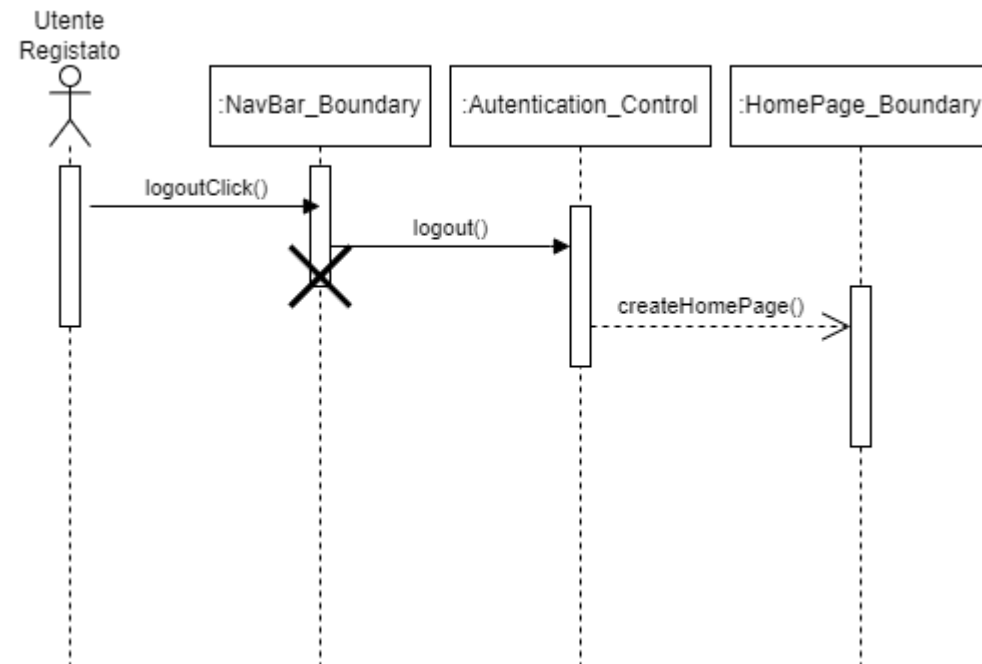 Utente
Registato
:NavBar_Boundary
:Autentication_Control
:HomePage_Boundary
logoutClick()
logout()
createHomePage()